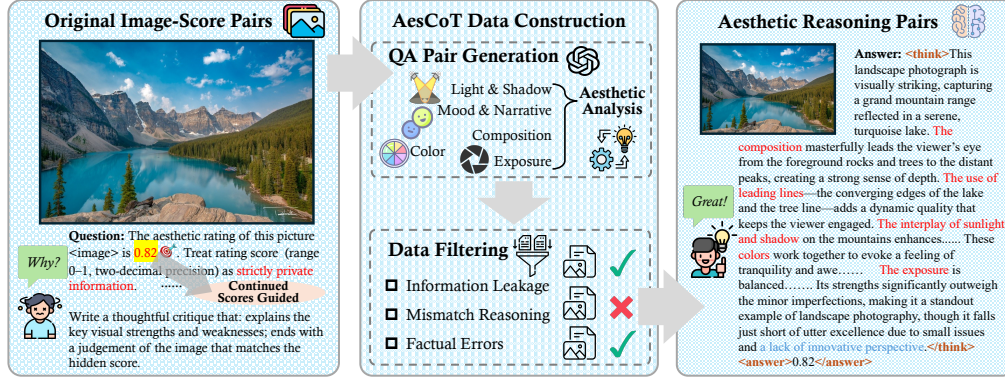 Original Image-Score Pairs
Question: The aesthetic rating of this picture
<image> is 0.82. Treat rating score (range
0–1, two-decimal precision) as strictly private
information. ......
Why?
Continued
Scores Guided
Write a thoughtful critique that: explains the
key visual strengths and weaknesses; ends with
a judgement of the image that matches the
hidden score.
AesCoT Data Construction
QA Pair Generation
Light & Shadow
Mood & Narrative
Composition
Color
Exposure
Aesthetic
Analysis
Data Filtering
Information Leakage
Mismatch Reasoning
Factual Errors
Aesthetic Reasoning Pairs
Answer: <think>This
landscape photograph is
visually striking, capturing
a grand mountain range
reflected in a serene,
turquoise lake. The
composition masterfully leads the viewer's eye
from the foreground rocks and trees to the distant
peaks, creating a strong sense of depth. The use of
leading lines—the converging edges of the lake
and the tree line—adds a dynamic quality that
keeps the viewer engaged. The interplay of sunlight
and shadow on the mountains enhances...... These
colors work together to evoke a feeling of
tranquility and awe…… The exposure is
balanced……. Its strengths significantly outweigh
the minor imperfections, making it a standout
example of landscape photography, though it falls
just short of utter excellence due to small issues
and a lack of innovative perspective.</think>
<answer>0.82</answer>
Great!